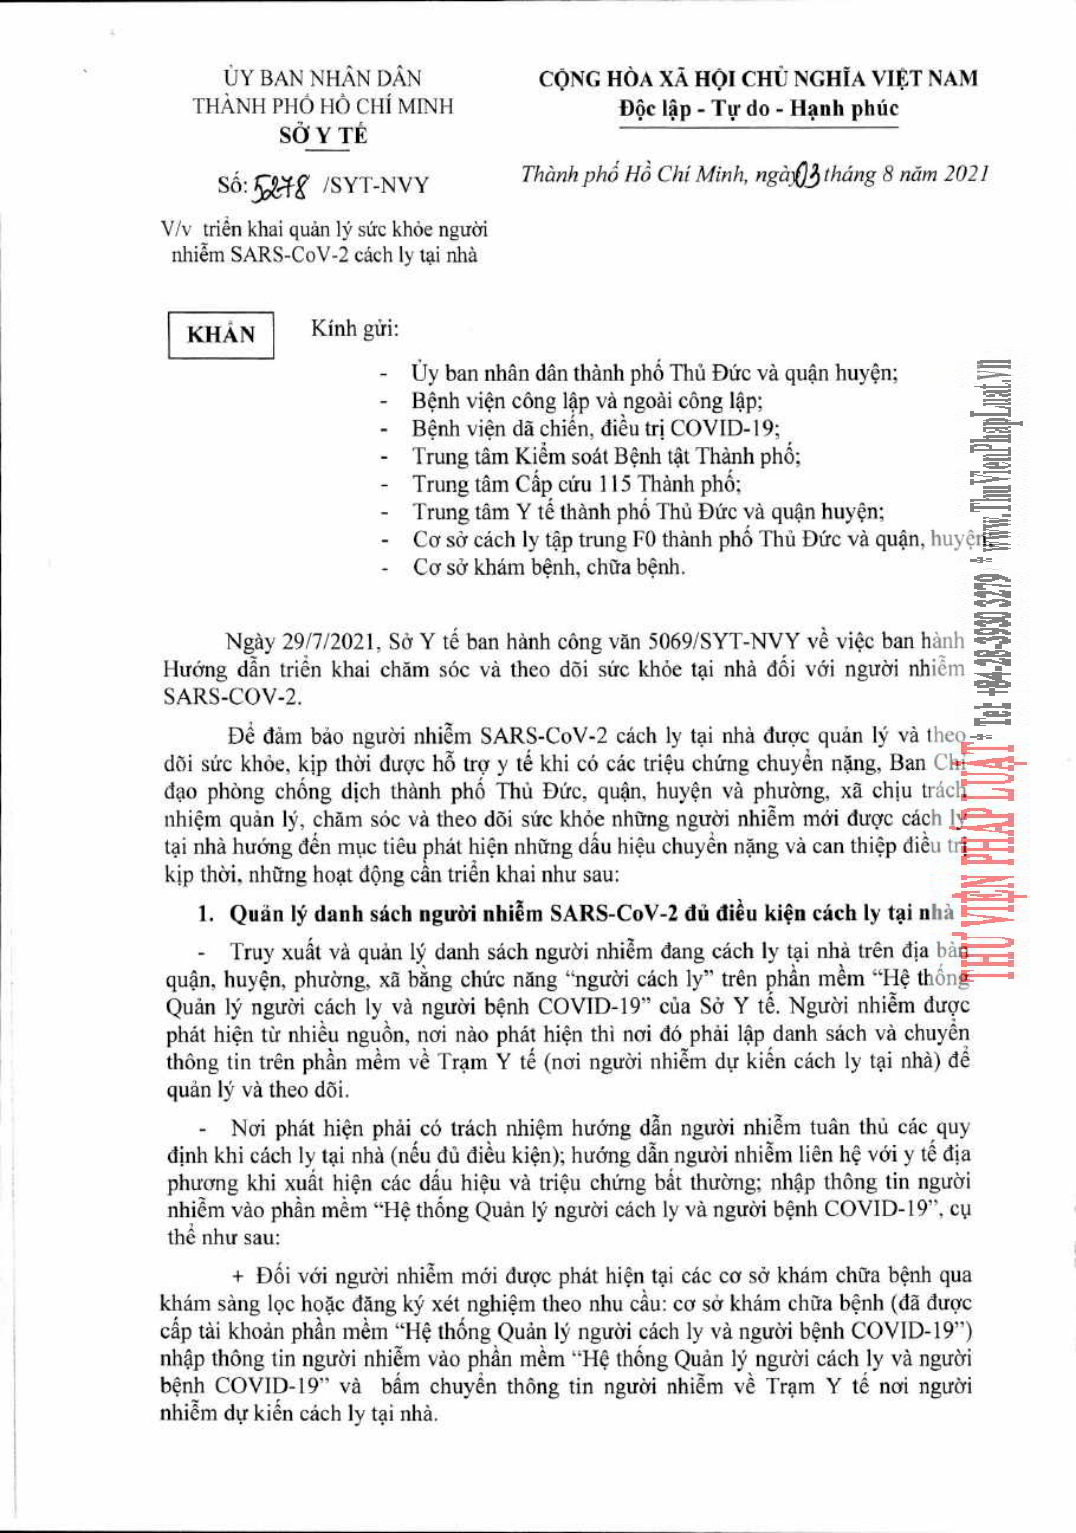 ỦY BAN NHÂN DÂN
THÀNH PHỐ HỒ CHÍ MINH
SỞ Y TẾ
CỘNG HÒA XÃ HỘI CHỦ NGHĨA VIỆT NAM
Độc lập - Tự do - Hạnh phúc
Số: 5278 /SYT-NVY
Thành phố Hồ Chí Minh, ngày 03 tháng 8 năm 2021
V/v triển khai quản lý sức khỏe người
nhiễm SARS-CoV-2 cách ly tại nhà
KHẨN
Kính gửi:
- Ủy ban nhân dân thành phố Thủ Đức và quận huyện;
- Bệnh viện công lập và ngoài công lập;
- Bệnh viện dã chiến, điều trị COVID-19;
- Trung tâm Kiểm soát Bệnh tật Thành phố;
- Trung tâm Cấp cứu 115 Thành phố;
- Trung tâm Y tế thành phố Thủ Đức và quận huyện;
- Cơ sở cách ly tập trung F0 thành phố Thủ Đức và quận, huyện;
- Cơ sở khám bệnh, chữa bệnh.
Ngày 29/7/2021, Sở Y tế ban hành công văn 5069/SYT-NVY về việc ban hành
Hướng dẫn triển khai chăm sóc và theo dõi sức khỏe tại nhà đối với người nhiễm
SARS-COV-2.
Để đảm bảo người nhiễm SARS-CoV-2 cách ly tại nhà được quản lý và theo
dõi sức khỏe, kịp thời được hỗ trợ y tế khi có các triệu chứng chuyển nặng, Ban Chỉ
đạo phòng chống dịch thành phố Thủ Đức, quận, huyện và phường, xã chịu trách
nhiệm quản lý, chăm sóc và theo dõi sức khỏe những người nhiễm mới được cách ly
tại nhà hướng đến mục tiêu phát hiện những dấu hiệu chuyển nặng và can thiệp điều trị
kịp thời, những hoạt động cần triển khai như sau:
1. Quản lý danh sách người nhiễm SARS-CoV-2 đủ điều kiện cách ly tại nhà
- Truy xuất và quản lý danh sách người nhiễm đang cách ly tại nhà trên địa bàn
quận, huyện, phường, xã bằng chức năng “người cách ly” trên phần mềm “Hệ thống
Quản lý người cách ly và người bệnh COVID-19” của Sở Y tế. Người nhiễm được
phát hiện từ nhiều nguồn, nơi nào phát hiện thì nơi đó phải lập danh sách và chuyển
thông tin trên phần mềm về Trạm Y tế (nơi người nhiễm dự kiến cách ly tại nhà) để
quản lý và theo dõi.
- Nơi phát hiện phải có trách nhiệm hướng dẫn người nhiễm tuân thủ các quy
định khi cách ly tại nhà (nếu đủ điều kiện); hướng dẫn người nhiễm liên hệ với y tế địa
phương khi xuất hiện các dấu hiệu và triệu chứng bất thường; nhập thông tin người
nhiễm vào phần mềm “Hệ thống Quản lý người cách ly và người bệnh COVID-19”, cụ
thể như sau:
+ Đối với người nhiễm mới được phát hiện tại các cơ sở khám chữa bệnh qua
khám sàng lọc hoặc đăng ký xét nghiệm theo nhu cầu: cơ sở khám chữa bệnh (đã được
cấp tài khoản phần mềm “Hệ thống Quản lý người cách ly và người bệnh COVID-19”)
nhập thông tin người nhiễm vào phần mềm “Hệ thống Quản lý người cách ly và người
bệnh COVID-19” và bấm chuyển thông tin người nhiễm về Trạm Y tế nơi người
nhiễm dự kiến cách ly tại nhà.
THƯ VIỆN PHÁP LUẬT * Tel: +84-28-3930 3279 * www.ThuVienPhapLuat.vn